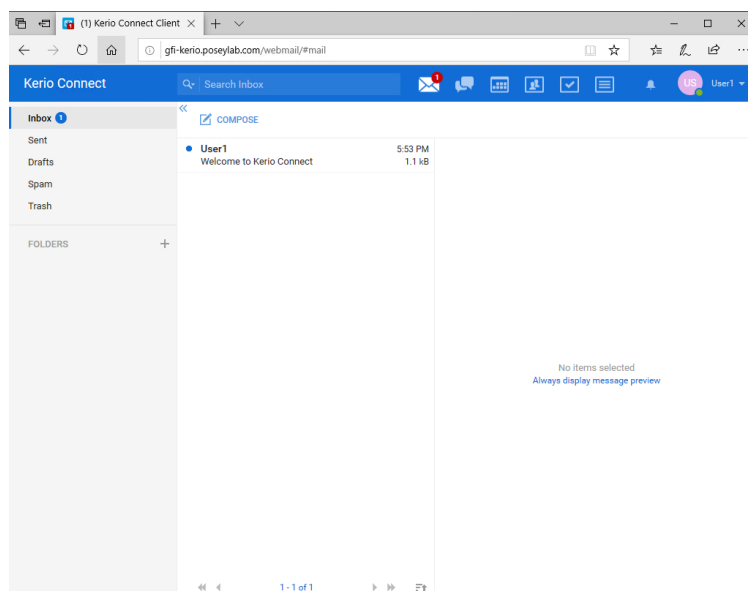 (1) Kerio Connect Client
gfi-kerio.poseylab.com/webmail/#mail
Kerio Connect
Search Inbox
1
US
User1
Inbox 1
Sent
Drafts
Spam
Trash
FOLDERS
COMPOSE
User1 5:53 PM
Welcome to Kerio Connect 1.1 kB
No items selected
Always display message preview
1 - 1 of 1